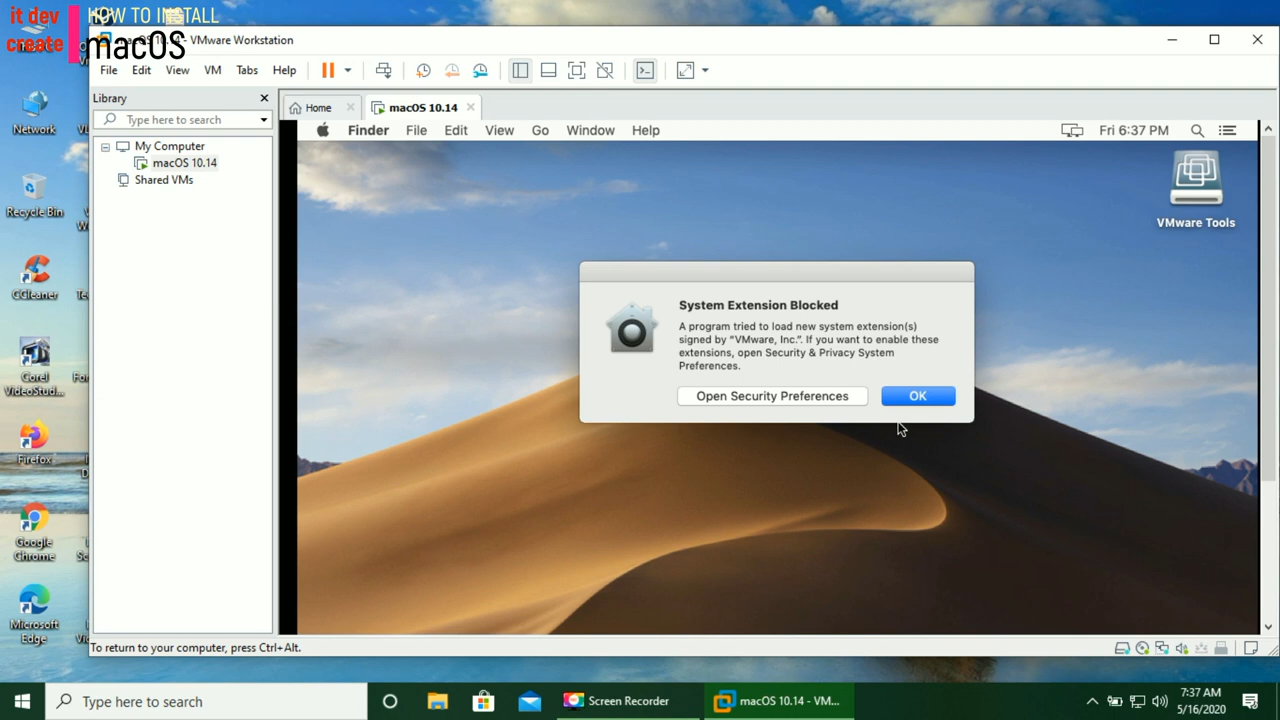 it dev
create
HOW TO INSTALL
macOS
macOS 10.14 - VMware Workstation
File Edit View VM Tabs Help
Library
Type here to search
My Computer
macOS 10.14
Shared VMs
Home
macOS 10.14
Finder File Edit View Go Window Help
Fri 6:37 PM
VMware Tools
System Extension Blocked
A program tried to load new system extension(s)
signed by “VMware, Inc.”. If you want to enable these
extensions, open Security & Privacy System
Preferences.
Open Security Preferences
OK
To return to your computer, press Ctrl+Alt.
Network
Recycle Bin
CCleaner
Corel
VideoStud...
Firefox
Google
Chrome
Microsoft
Edge
Type here to search
Screen Recorder
macOS 10.14 - VM...
7:37 AM
5/16/2020